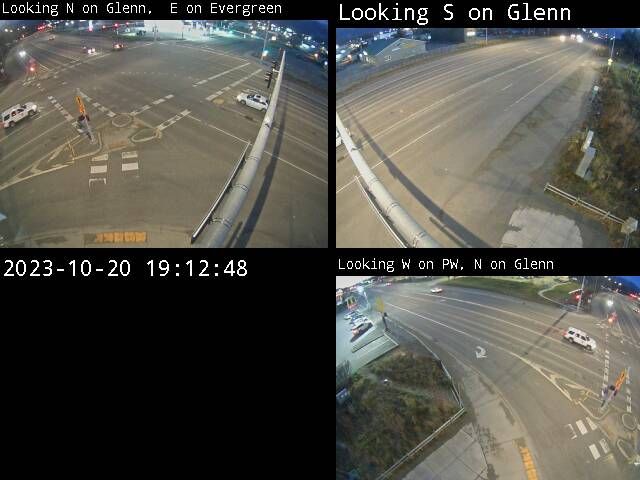 Looking N on Glenn, E on Evergreen
Looking S on Glenn
2023-10-20 19:12:48
Looking W on PW, N on Glenn